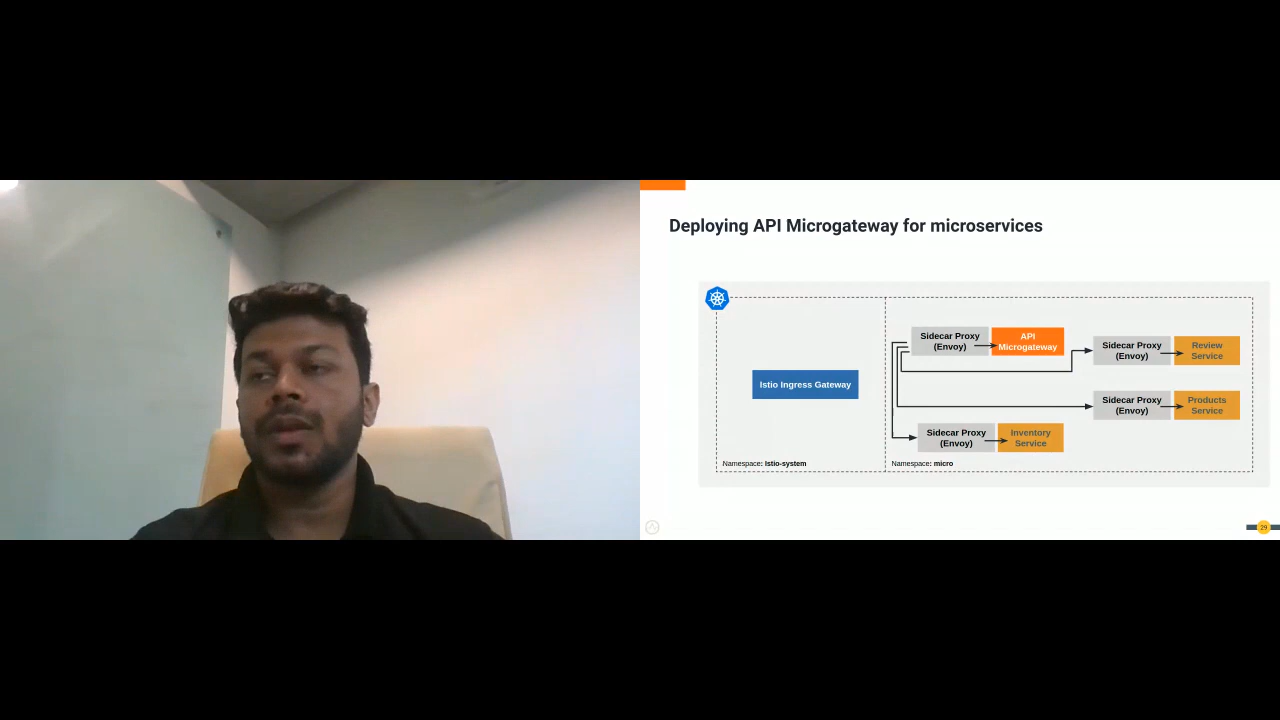 Deploying API Microgateway for microservices
Sidecar Proxy
(Envoy)
API
Microgateway
Sidecar Proxy
(Envoy)
Review
Service
Istio Ingress Gateway
Sidecar Proxy
(Envoy)
Products
Service
Sidecar Proxy
(Envoy)
Inventory
Service
Namespace: Istio-system
Namespace: micro
29